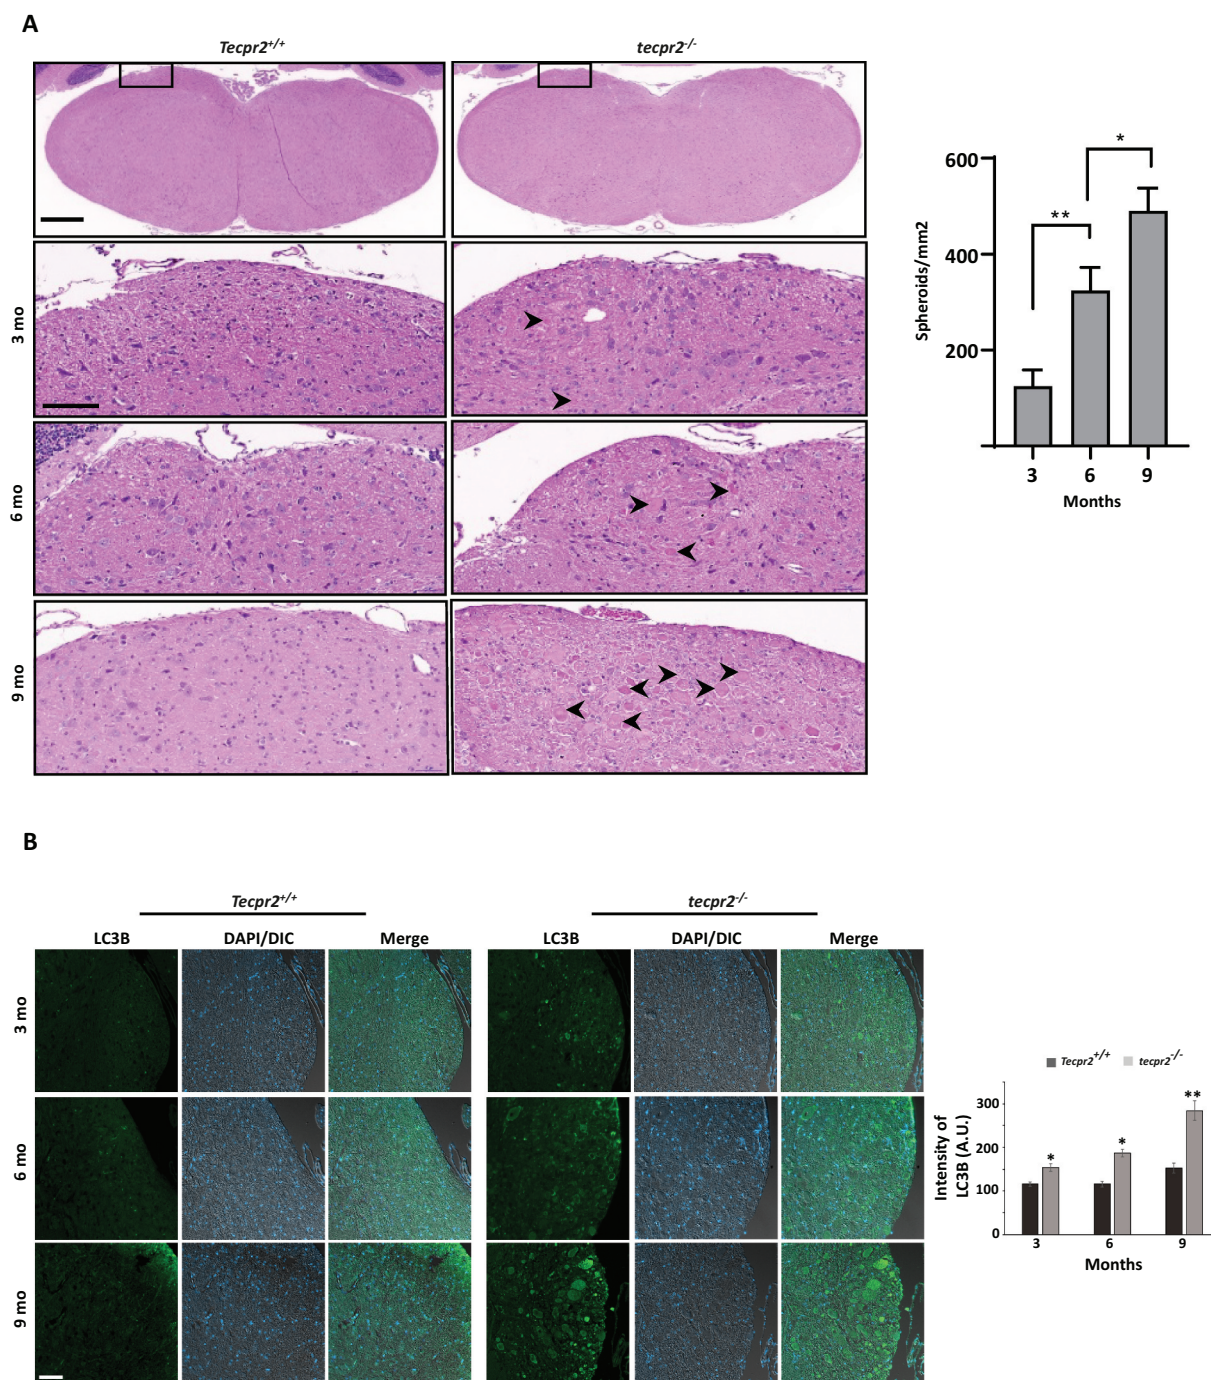 A
Tecpr2+/+
tecpr2-/-
3 mo
6 mo
9 mo
600
400
200
Spheroids/mm2
**
*
3 6 9
Months
B
Tecpr2+/+
tecpr2-/-
LC3B DAPI/DIC Merge
LC3B DAPI/DIC Merge
3 mo
6 mo
9 mo
Tecpr2+/+ tecpr2-/-
Intensity of
LC3B (A.U.)
300
200
100
0
*
*
**
3 6 9
Months